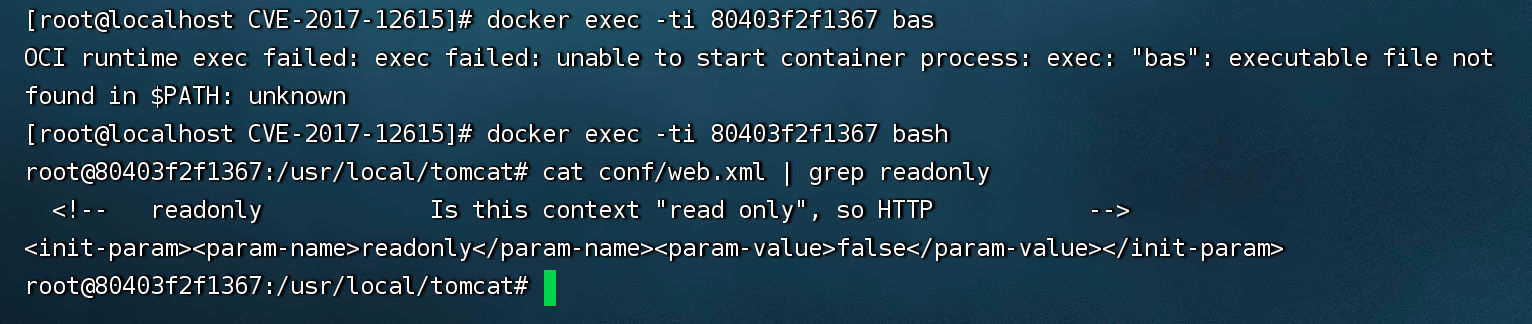 [root@localhost CVE-2017-12615]# docker exec -ti 80403f2f1367 bas
OCI runtime exec failed: exec failed: unable to start container process: exec: "bas": executable file not
found in $PATH: unknown
[root@localhost CVE-2017-12615]# docker exec -ti 80403f2f1367 bash
root@80403f2f1367:/usr/local/tomcat# cat conf/web.xml | grep readonly
  <!--   readonly            Is this context "read only", so HTTP           -->
<init-param><param-name>readonly</param-name><param-value>false</param-value></init-param>
root@80403f2f1367:/usr/local/tomcat#